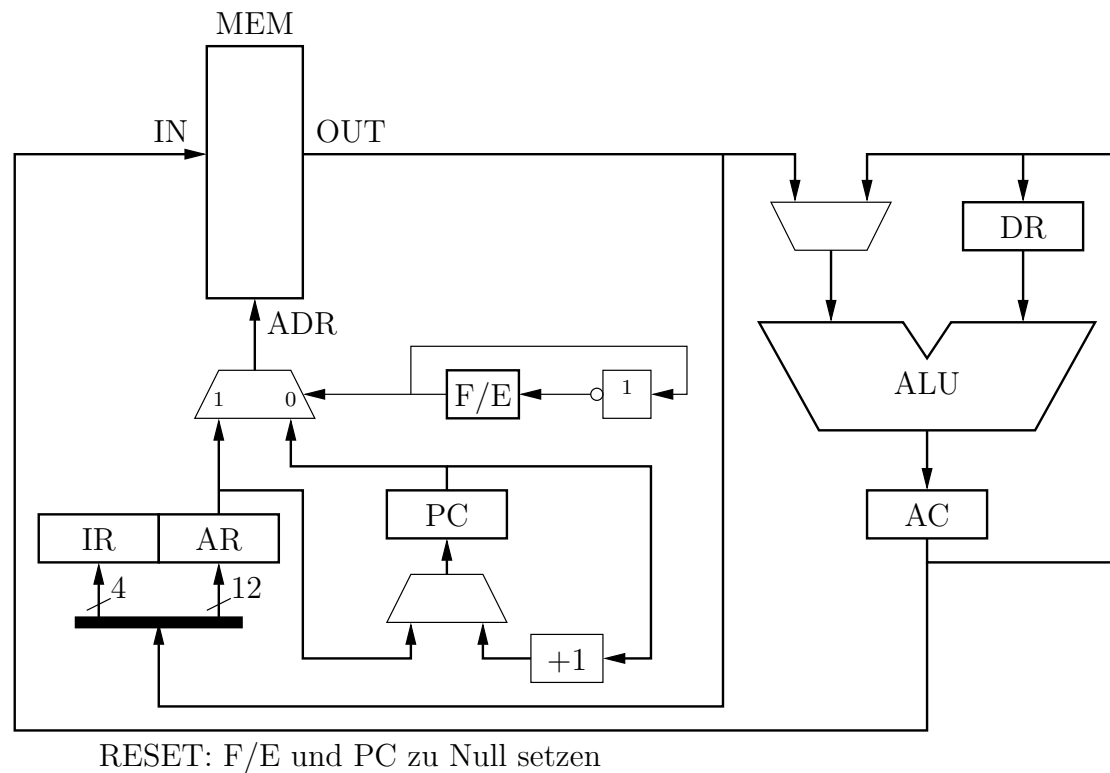 MEM
IN
OUT
DR
ADR
ALU
1
0
F/E
1
PC
AC
IR
AR
4
12
+1
RESET: F/E und PC zu Null setzen